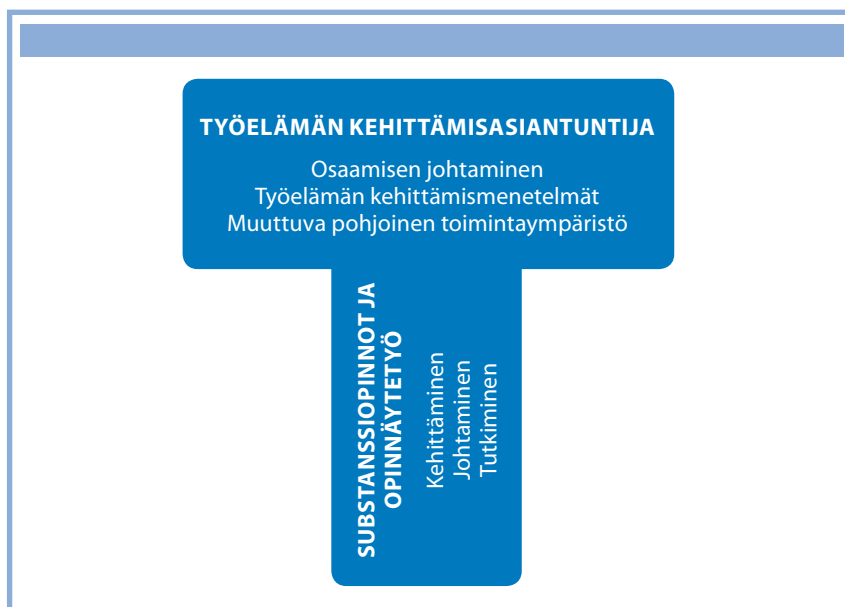 TYÖELÄMÄN KEHITTÄMISASIANTUNTIJA
Osaamisen johtaminen
Työelämän kehittämismenetelmät
Muuttuva pohjoinen toimintaympäristö
SUBSTANSSIOPINNOT JA
OPINNÄYTETYÖ
Kehittäminen
Johtaminen
Tutkiminen